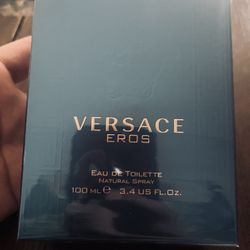 VERSACE
EROS
EAU DE TOILETTE
NATURAL SPRAY
100 ML ℮ 3.4 US FL.OZ.